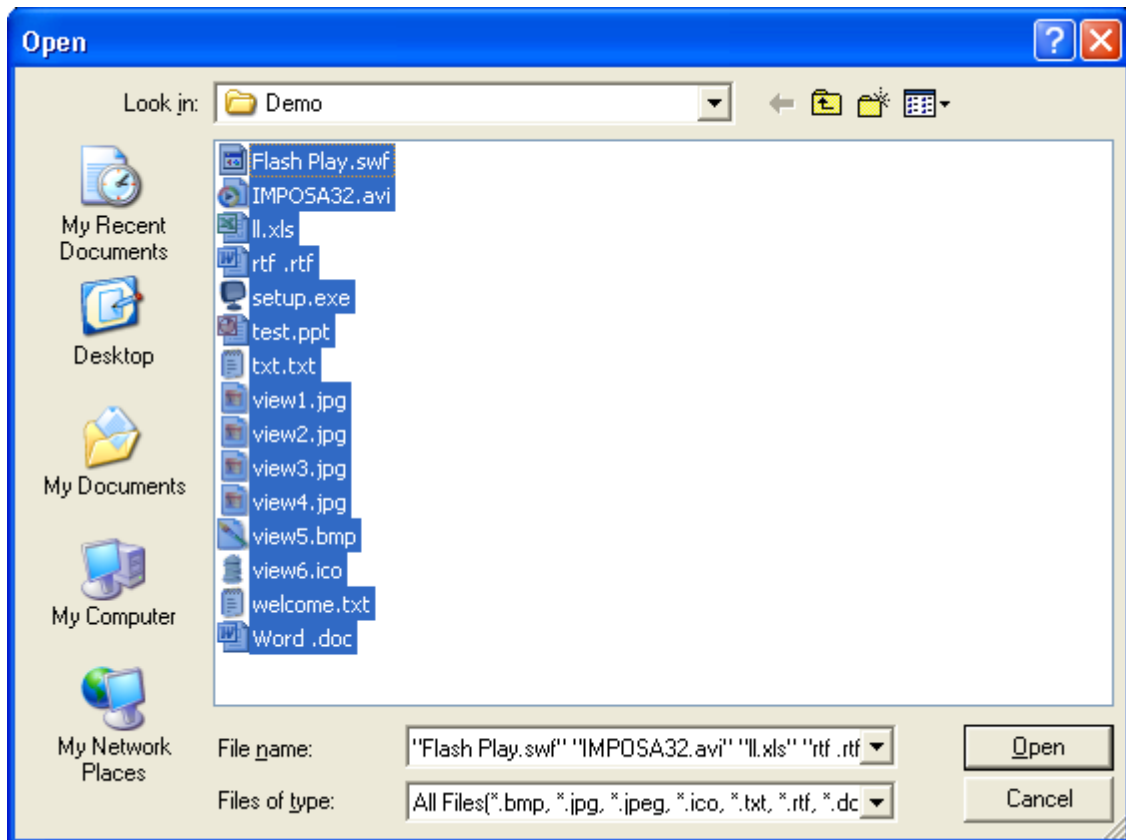 Open
Look in: Demo
My Recent
Documents
Desktop
My Documents
My Computer
My Network
Places
Flash Play.swf
IMPOSA32.avi
ll.xls
rtf .rtf
setup.exe
test.ppt
txt.txt
view1.jpg
view2.jpg
view3.jpg
view4.jpg
view5.bmp
view6.ico
welcome.txt
Word .doc
File name: "Flash Play.swf" "IMPOSA32.avi" "ll.xls" "rtf .rtf Open
Files of type: All Files(*.bmp, *.jpg, *.jpeg, *.ico, *.txt, *.rtf, *.dc Cancel